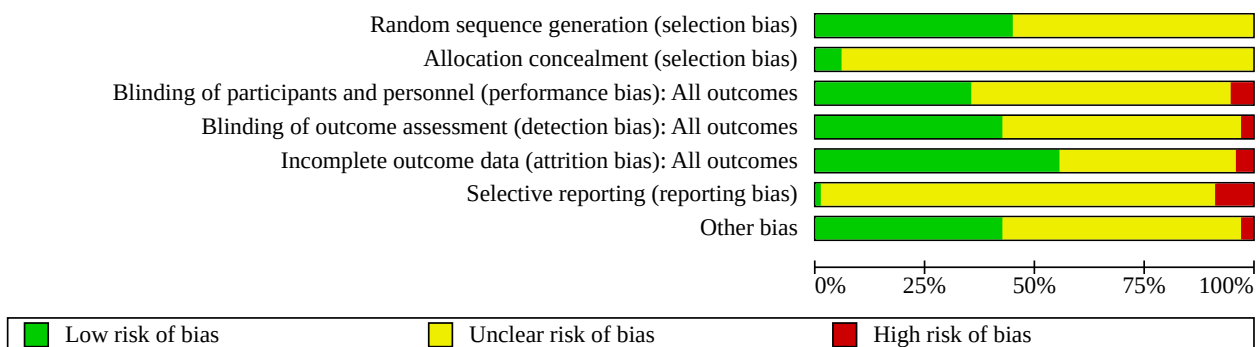 Random sequence generation (selection bias)
Allocation concealment (selection bias)
Blinding of participants and personnel (performance bias): All outcomes
Blinding of outcome assessment (detection bias): All outcomes
Incomplete outcome data (attrition bias): All outcomes
Selective reporting (reporting bias)
Other bias
0% 25% 50% 75% 100%
Low risk of bias Unclear risk of bias High risk of bias